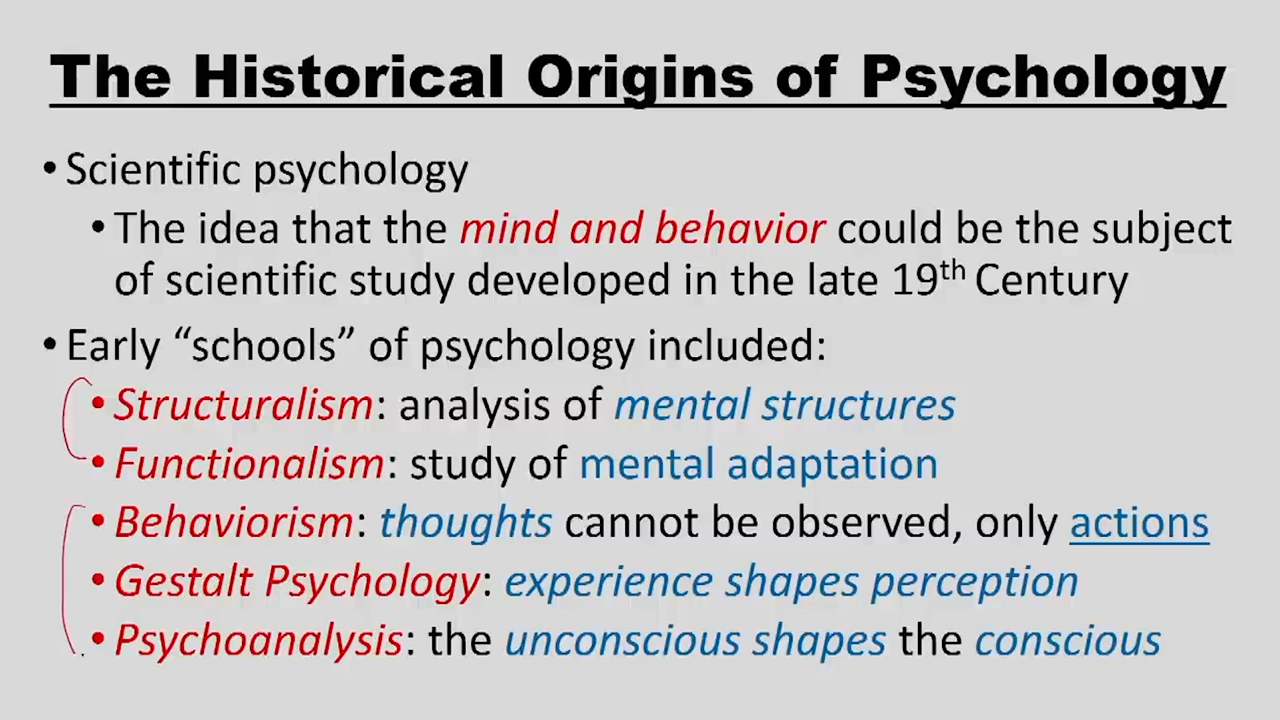 The Historical Origins of Psychology
• Scientific psychology
• The idea that the mind and behavior could be the subject
of scientific study developed in the late 19th Century
• Early “schools” of psychology included:
• Structuralism: analysis of mental structures
• Functionalism: study of mental adaptation
• Behaviorism: thoughts cannot be observed, only actions
• Gestalt Psychology: experience shapes perception
• Psychoanalysis: the unconscious shapes the conscious